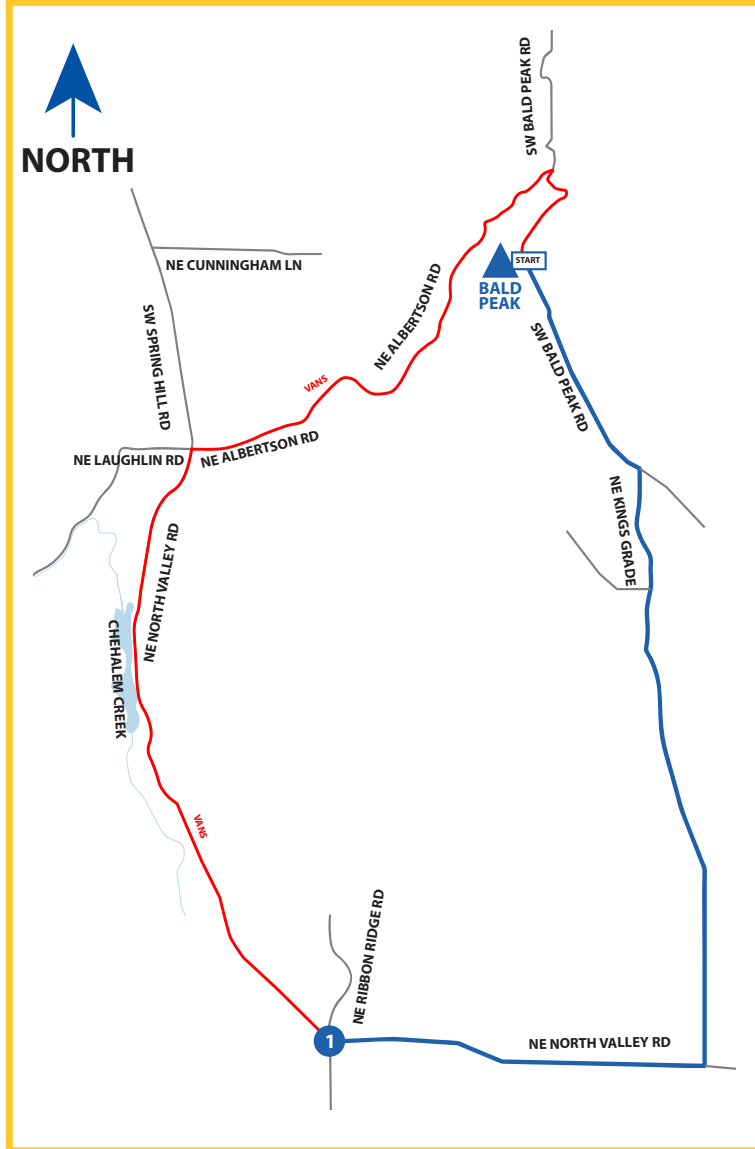 SW BALD PEAK RD
NORTH
NE CUNNINGHAM LN
START
BALD
PEAK
NE ALBERTSON RD
SW SPRING HILL RD
SW BALD PEAK RD
VANS
NE ALBERTSON RD
NE LAUGHLIN RD
NE KINGS GRADE
NE NORTH VALLEY RD
CHEHALEM CREEK
VANS
NE RIBBON RIDGE RD
1
NE NORTH VALLEY RD